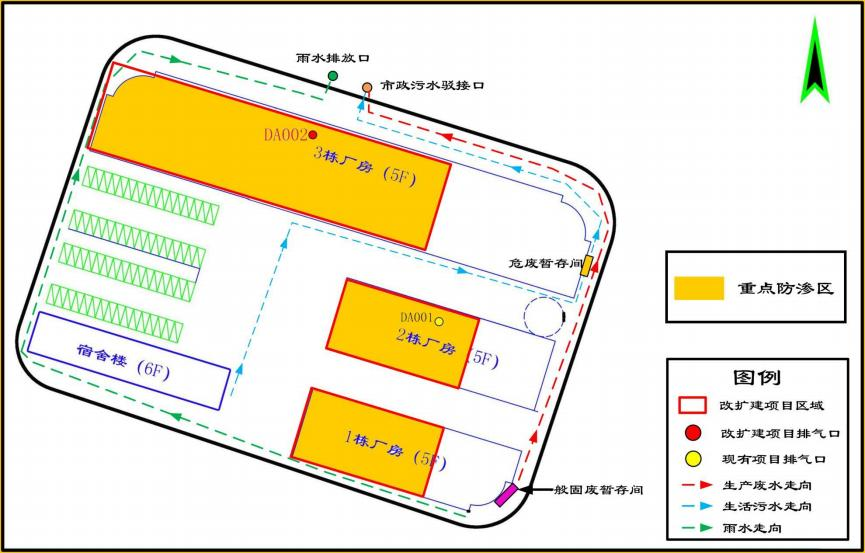 雨水排放口
市政污水驳接口
DA002
3栋厂房 (5F)
危废暂存间
DA001
2栋厂房 (5F)
宿舍楼 (6F)
1栋厂房 (5F)
一般固废暂存间
重点防渗区
图例
改扩建项目区域
改扩建项目排气口
现有项目排气口
生产废水走向
生活污水走向
雨水走向